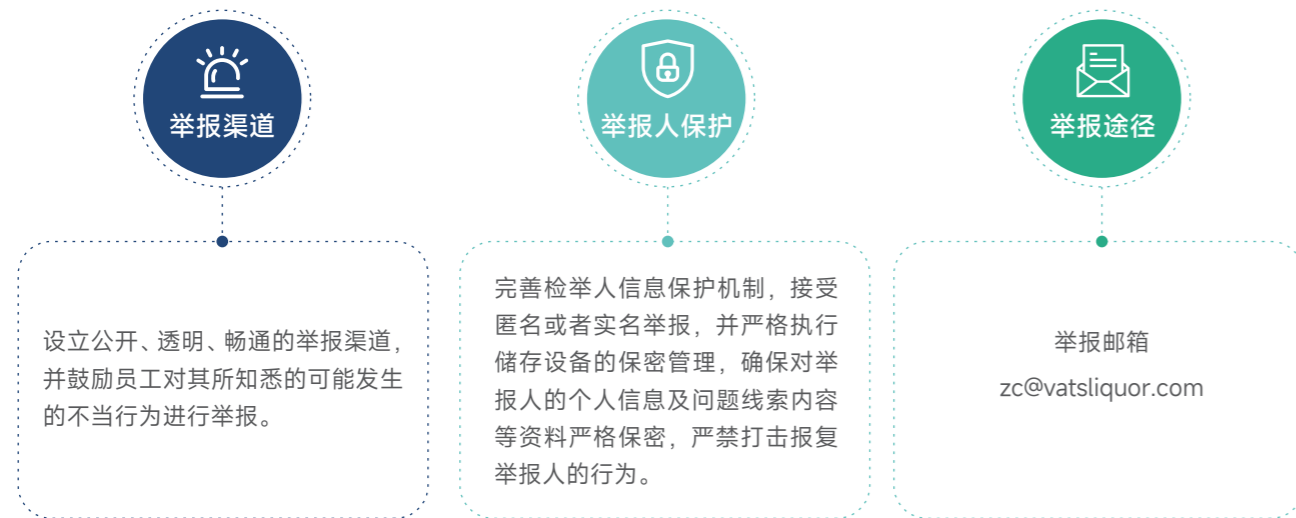 举报渠道
设立公开、透明、畅通的举报渠道，
并鼓励员工对其所知悉的可能发生
的不当行为进行举报。
举报人保护
完善检举人信息保护机制，接受
匿名或者实名举报，并严格执行
储存设备的保密管理，确保对举
报人的个人信息及问题线索内容
等资料严格保密，严禁打击报复
举报人的行为。
举报途径
举报邮箱
zc@vatsliquor.com